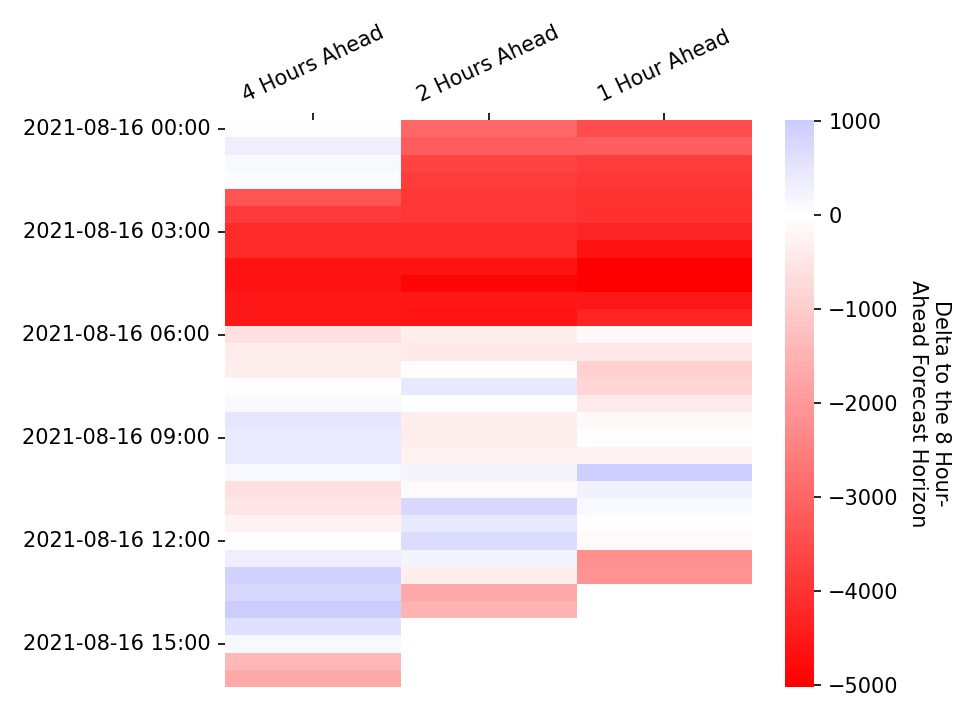 4 Hours Ahead
2 Hours Ahead
1 Hour Ahead
2021-08-16 00:00
2021-08-16 03:00
2021-08-16 06:00
2021-08-16 09:00
2021-08-16 12:00
2021-08-16 15:00
1000
0
−1000
−2000
−3000
−4000
−5000
Delta to the 8 Hour-
Ahead Forecast Horizon